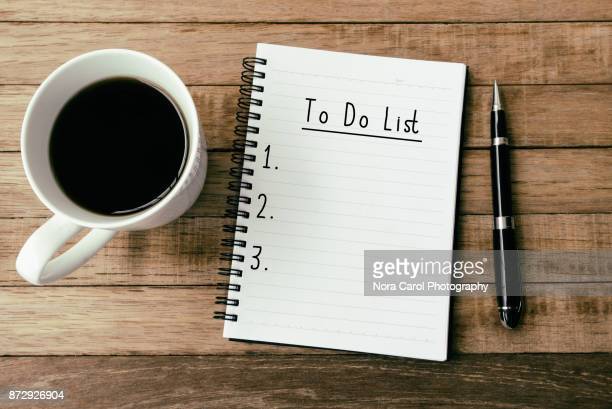 To Do List
1.
2.
3.
gettyimages
Nora Carol Photography
872926904